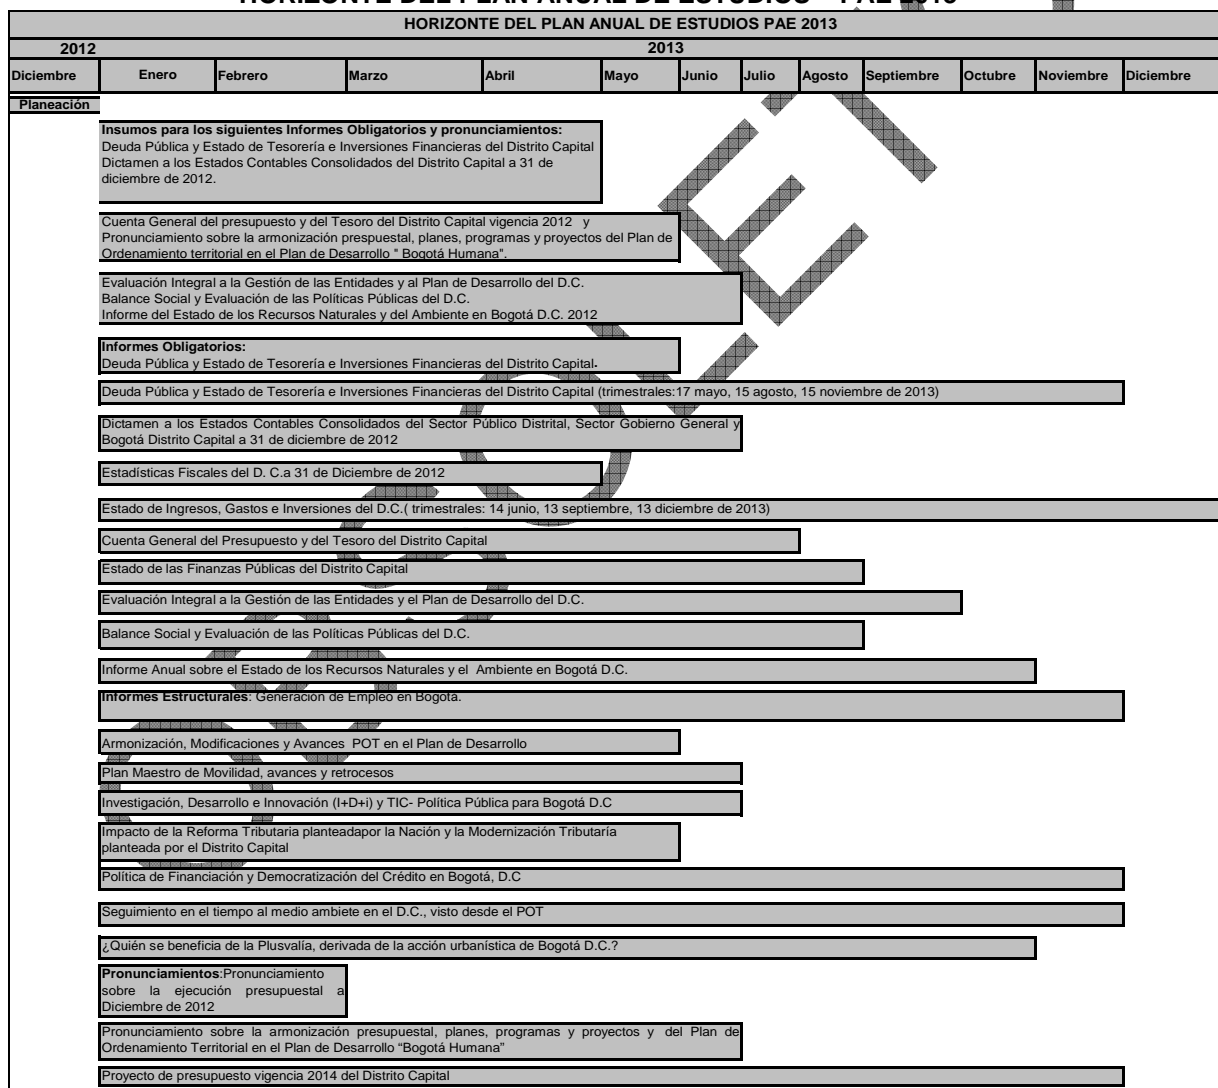 HORIZONTE DEL PLAN ANUAL DE ESTUDIOS PAE 2013
2012 2013
Diciembre Enero Febrero Marzo Abril Mayo Junio Julio Agosto Septiembre Octubre Noviembre Diciembre
Planeación
Insumos para los siguientes Informes Obligatorios y pronunciamientos:
Deuda Pública y Estado de Tesorería e Inversiones Financieras del Distrito Capital
Dictamen a los Estados Contables Consolidados del Distrito Capital a 31 de
diciembre de 2012.
Cuenta General del presupuesto y del Tesoro del Distrito Capital vigencia 2012 y
Pronunciamiento sobre la armonización prespuestal, planes, programas y proyectos del Plan de
Ordenamiento territorial en el Plan de Desarrollo " Bogotá Humana".
Evaluación Integral a la Gestión de las Entidades y al Plan de Desarrollo del D.C.
Balance Social y Evaluación de las Políticas Públicas del D.C.
Informe del Estado de los Recursos Naturales y del Ambiente en Bogotá D.C. 2012
Informes Obligatorios:
Deuda Pública y Estado de Tesorería e Inversiones Financieras del Distrito Capital.
Deuda Pública y Estado de Tesorería e Inversiones Financieras del Distrito Capital (trimestrales:17 mayo, 15 agosto, 15 noviembre de 2013)
Dictamen a los Estados Contables Consolidados del Sector Público Distrital, Sector Gobierno General y
Bogotá Distrito Capital a 31 de diciembre de 2012
Estadísticas Fiscales del D. C.a 31 de Diciembre de 2012
Estado de Ingresos, Gastos e Inversiones del D.C.( trimestrales: 14 junio, 13 septiembre, 13 diciembre de 2013)
Cuenta General del Presupuesto y del Tesoro del Distrito Capital
Estado de las Finanzas Públicas del Distrito Capital
Evaluación Integral a la Gestión de las Entidades y el Plan de Desarrollo del D.C.
Balance Social y Evaluación de las Políticas Públicas del D.C.
Informe Anual sobre el Estado de los Recursos Naturales y el Ambiente en Bogotá D.C.
Informes Estructurales: Generación de Empleo en Bogotá.
Armonización, Modificaciones y Avances POT en el Plan de Desarrollo
Plan Maestro de Movilidad, avances y retrocesos
Investigación, Desarrollo e Innovación (I+D+i) y TIC- Política Pública para Bogotá D.C
Impacto de la Reforma Tributaria planteadapor la Nación y la Modernización Tributaría
planteada por el Distrito Capital
Política de Financiación y Democratización del Crédito en Bogotá, D.C
Seguimiento en el tiempo al medio ambiete en el D.C., visto desde el POT
¿Quién se beneficia de la Plusvalía, derivada de la acción urbanística de Bogotá D.C.?
Pronunciamientos:Pronunciamiento
sobre la ejecución presupuestal a
Diciembre de 2012
Pronunciamiento sobre la armonización presupuestal, planes, programas y proyectos y del Plan de
Ordenamiento Territorial en el Plan de Desarrollo “Bogotá Humana”
Proyecto de presupuesto vigencia 2014 del Distrito Capital